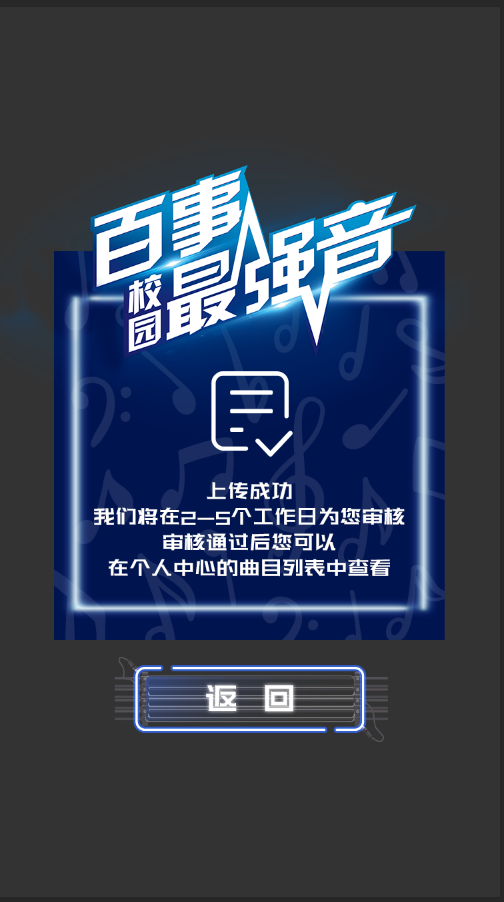 百事
校园
最强音
上传成功
我们将在2-5个工作日为您审核
审核通过后您可以
在个人中心的曲目列表中查看
返 回